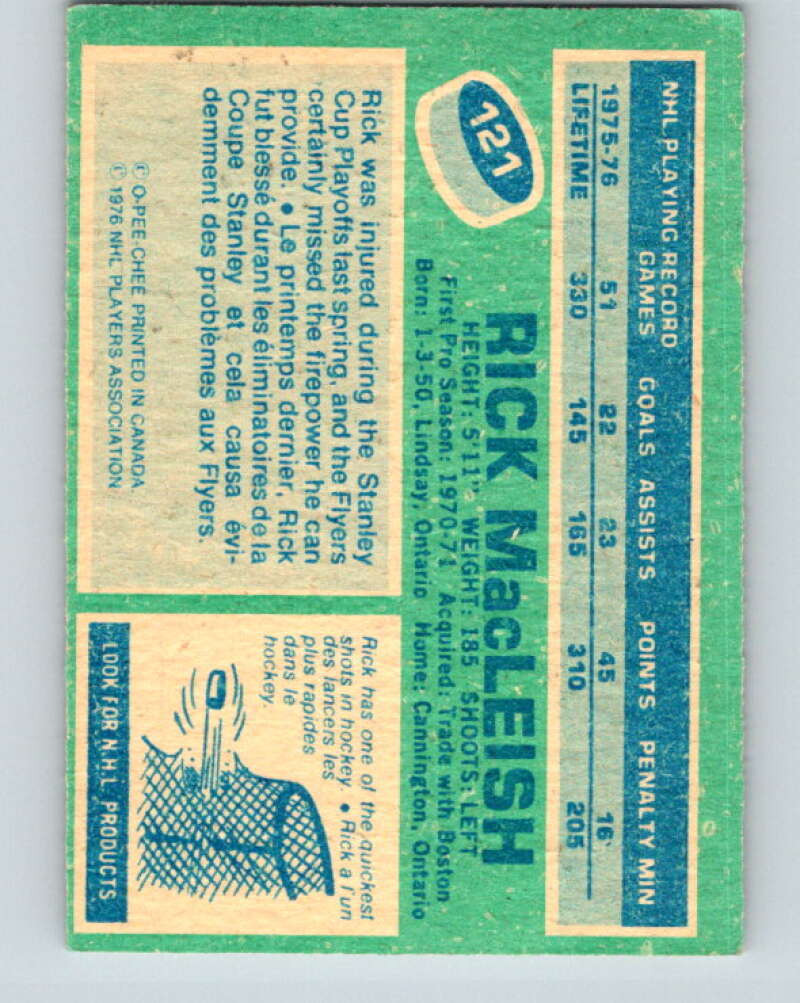 NHL PLAYING RECORD
GAMES GOALS ASSISTS POINTS PENALTY MIN
1975-76 51 22 23 45 16
LIFETIME 330 145 165 310 205
121
RICK MacLEISH
HEIGHT: 5'11" WEIGHT: 185 SHOOTS: LEFT
First Pro Season: 1970-71 Acquired: Trade with Boston
Born: 1-3-50, Lindsay, Ontario Home: Cannington, Ontario
Rick was injured during the Stanley
Cup Playoffs last spring, and the Flyers
certainly missed the firepower he can
provide. • Le printemps dernier, Rick
fut blessé durant les éliminatoires de la
Coupe Stanley et cela causa évi-
demment des problèmes aux Flyers.
© O-PEE-CHEE PRINTED IN CANADA.
© 1976 NHL PLAYERS ASSOCIATION
Rick has one of the quickest
shots in hockey. • Rick a l'un
des lancers les
plus rapides
dans le
hockey.
LOOK FOR N.H.L PRODUCTS